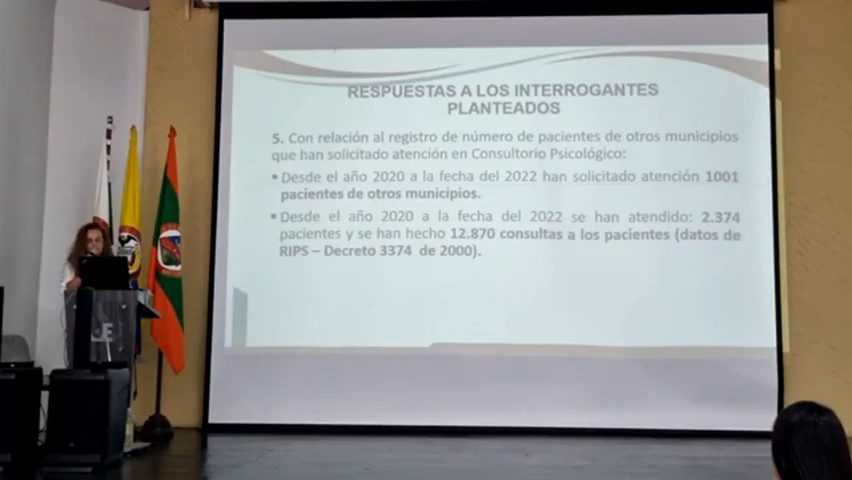 RESPUESTAS A LOS INTERROGANTES
PLANTEADOS
5. Con relación al registro de número de pacientes de otros municipios
que han solicitado atención en Consultorio Psicológico:
▪ Desde el año 2020 a la fecha del 2022 han solicitado atención 1001
pacientes de otros municipios.
▪ Desde el año 2020 a la fecha del 2022 se han atendido: 2.374
pacientes y se han hecho 12.870 consultas a los pacientes (datos de
RIPS – Decreto 3374 de 2000).